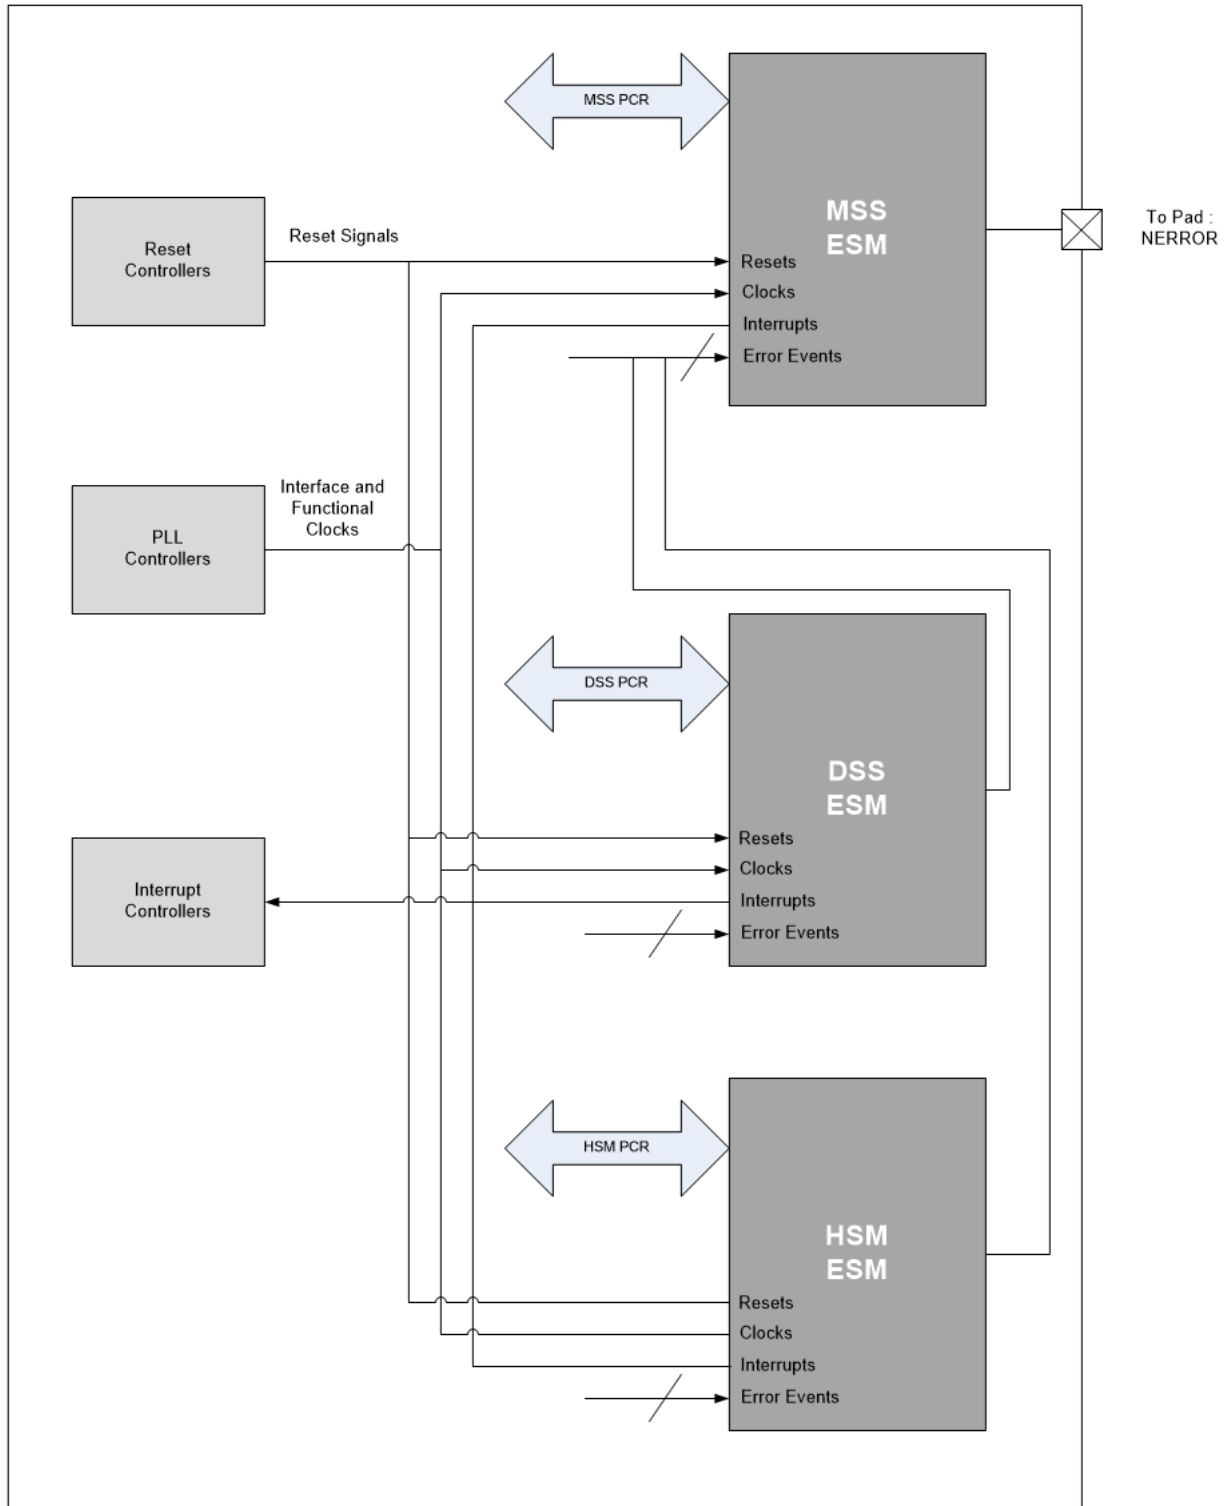 MSS PCR
MSS
ESM
To Pad :
NERROR
Reset
Controllers
Reset Signals
Resets
Clocks
Interrupts
Error Events
Interface and
Functional
Clocks
PLL
Controllers
DSS PCR
DSS
ESM
Resets
Clocks
Interrupts
Error Events
Interrupt
Controllers
HSM PCR
HSM
ESM
Resets
Clocks
Interrupts
Error Events